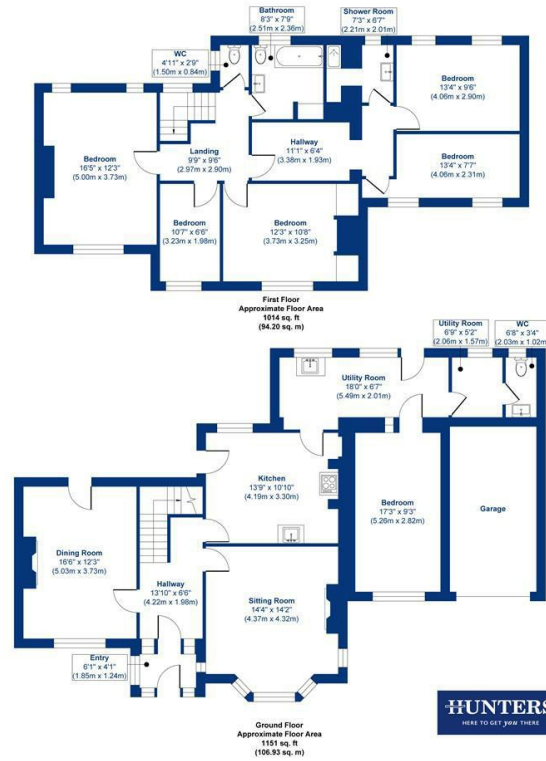 Bathroom
8'3" x 7'9"
(2.51m x 2.36m)
Shower Room
7'3" x 6'7"
(2.21m x 2.01m)
WC
4'11" x 2'9"
(1.50m x 0.84m)
Bedroom
13'4" x 9'6"
(4.06m x 2.90m)
Bedroom
16'5" x 12'3"
(5.00m x 3.73m)
Hallway
11'1" x 6'4"
(3.38m x 1.93m)
Landing
9'9" x 9'6"
(2.97m x 2.90m)
Bedroom
13'4" x 7'7"
(4.06m x 2.31m)
Bedroom
10'7" x 6'6"
(3.23m x 1.98m)
Bedroom
12'3" x 10'8"
(3.73m x 3.25m)
First Floor
Approximate Floor Area
1014 sq. ft
(94.20 sq. m)
Utility Room
6'9" x 5'2"
(2.06m x 1.57m)
WC
6'8" x 3'4"
(2.03m x 1.02m)
Utility Room
18'0" x 6'7"
(5.49m x 2.01m)
Kitchen
13'9" x 10'10"
(4.19m x 3.30m)
Bedroom
17'3" x 9'3"
(5.26m x 2.82m)
Garage
Dining Room
16'6" x 12'3"
(5.03m x 3.73m)
Hallway
13'10" x 6'6"
(4.22m x 1.98m)
Sitting Room
14'4" x 14'2"
(4.37m x 4.32m)
Entry
6'1" x 4'1"
(1.85m x 1.24m)
Ground Floor
Approximate Floor Area
1151 sq. ft
(106.93 sq. m)
HUNTERS
HERE TO GET you THERE